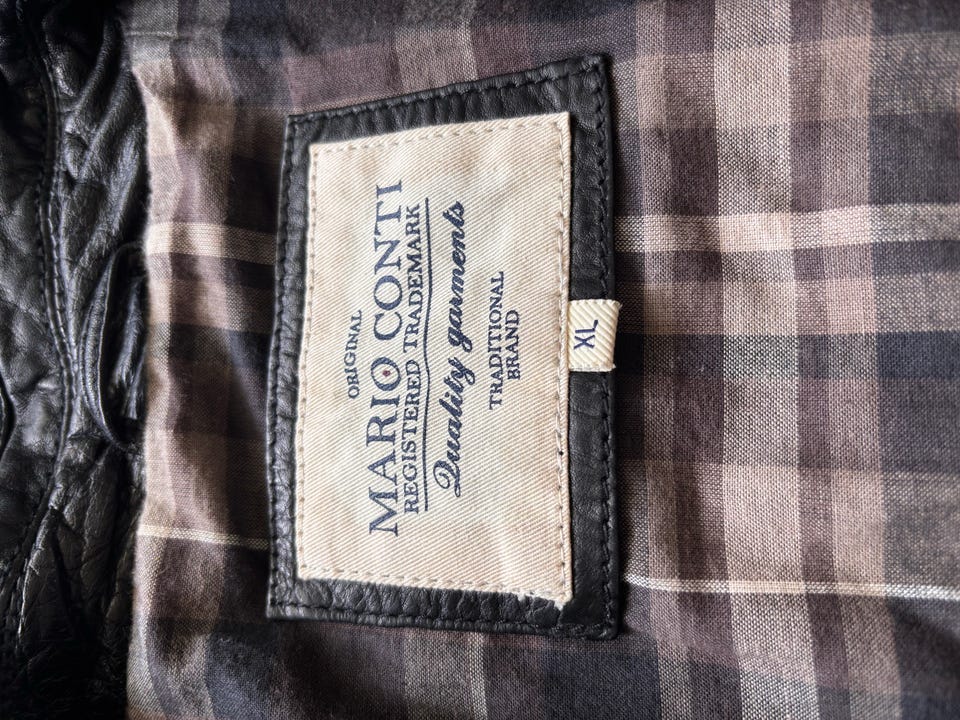 ORIGINAL
MARIO CONTI
REGISTERED TRADEMARK
Quality garments
TRADITIONAL
BRAND
XL